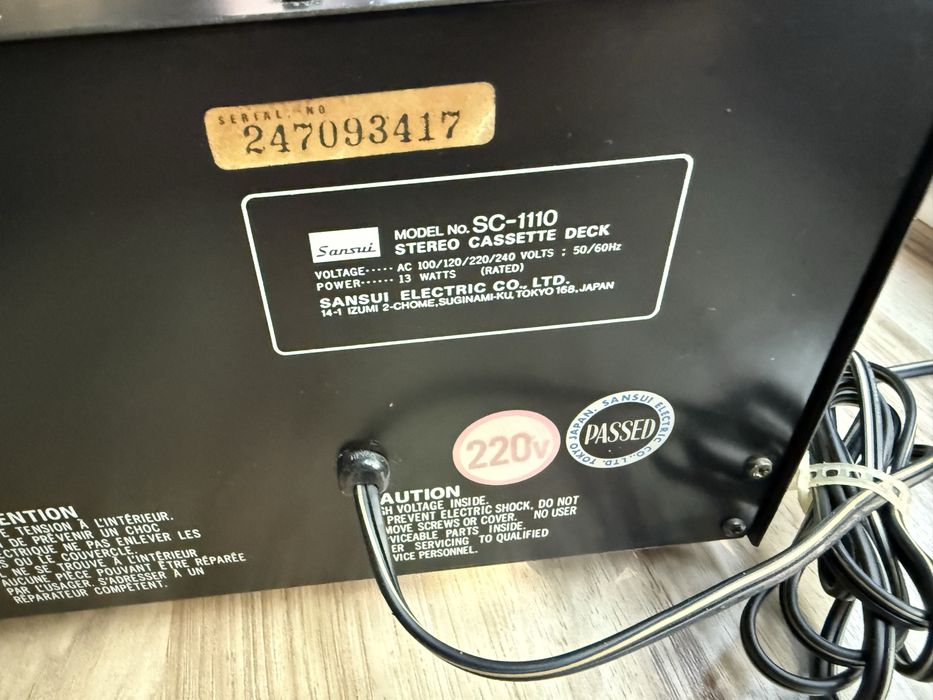 SERIAL. NO
247093417
Sansui
MODEL No. SC-1110
STEREO CASSETTE DECK
VOLTAGE····· AC 100/120/220/240 VOLTS ; 50/60Hz
POWER······ 13 WATTS (RATED)
SANSUI ELECTRIC CO., LTD.
14-1 IZUMI 2-CHOME, SUGINAMI-KU, TOKYO 168, JAPAN
220v
SANSUI ELECTRIC CO., LTD. TOKYO JAPAN.
PASSED
AUTION
GH VOLTAGE INSIDE.
PREVENT ELECTRIC SHOCK, DO NOT
MOVE SCREWS OR COVER. NO USER
VICEABLE PARTS INSIDE.
ER SERVICING TO QUALIFIED
VICE PERSONNEL.
ENTION
E TENSION À L'INTÉRIEUR.
DE PRÉVENIR UN CHOC
ECTRIQUE NE PAS ENLEVER LES
S OU LE COUVERCLE.
L NE SE TROUVE À L'INTÉRIEUR
AUCUNE PIÈCE POUVANT ÊTRE RÉPARÉE
PAR L'USAGER. S'ADRESSER À UN
RÉPARATEUR COMPÉTENT.